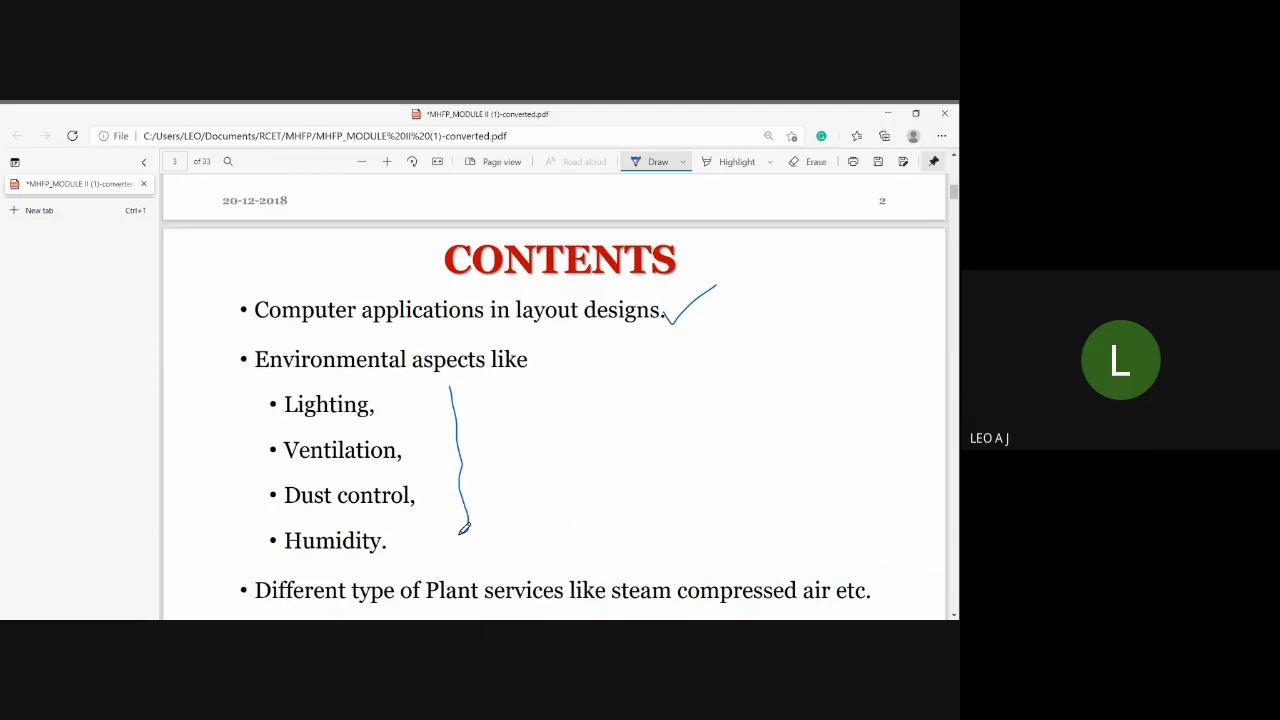 *MHFP_MODULE II (1)-converted.pdf
File
C:/Users/LEO/Documents/RCET/MHFP/MHFP_MODULE%20II%20(1)-converted.pdf
3 of 33
Page view
Read aloud
Draw
Highlight
Erase
*MHFP_MODULE II (1)-converted
New tab Ctrl+T
20-12-2018 2
CONTENTS
• Computer applications in layout designs.
• Environmental aspects like
• Lighting,
• Ventilation,
• Dust control,
• Humidity.
• Different type of Plant services like steam compressed air etc.
L
LEO A J